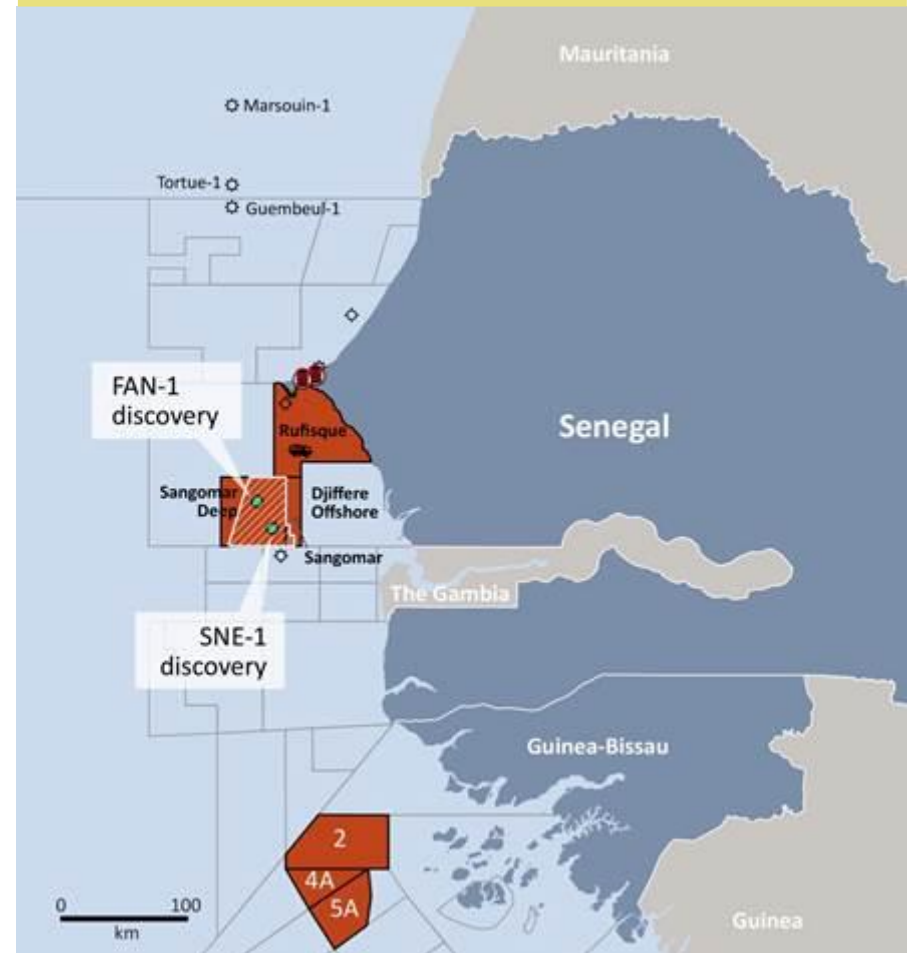 Mauritania
Marsouin-1
Tortue-1
Guembeul-1
FAN-1
discovery
Senegal
Rufisque
Sangomar
Deep
Djiffere
Offshore
Sangomar
The Gambia
SNE-1
discovery
Guinea-Bissau
2
4A
5A
0 100
km
Guinea